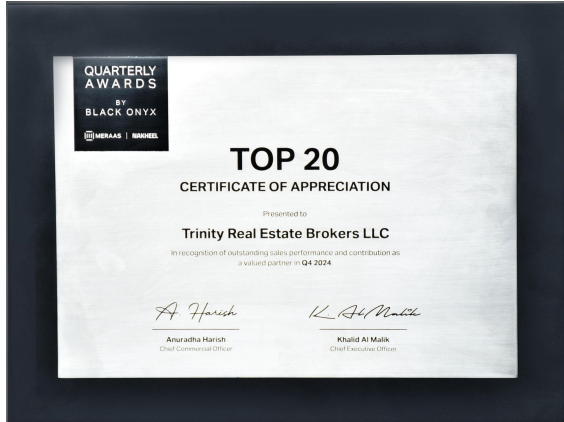 QUARTERLY
AWARDS
BY
BLACK ONYX
MERAAS | NAKHEEL
TOP 20
CERTIFICATE OF APPRECIATION
Presented to
Trinity Real Estate Brokers LLC
In recognition of outstanding sales performance and contribution as
a valued partner in Q4 2024.
A Harish
K. Al Malik
Anuradha Harish
Khalid Al Malik
Chief Commercial Officer
Chief Executive Officer